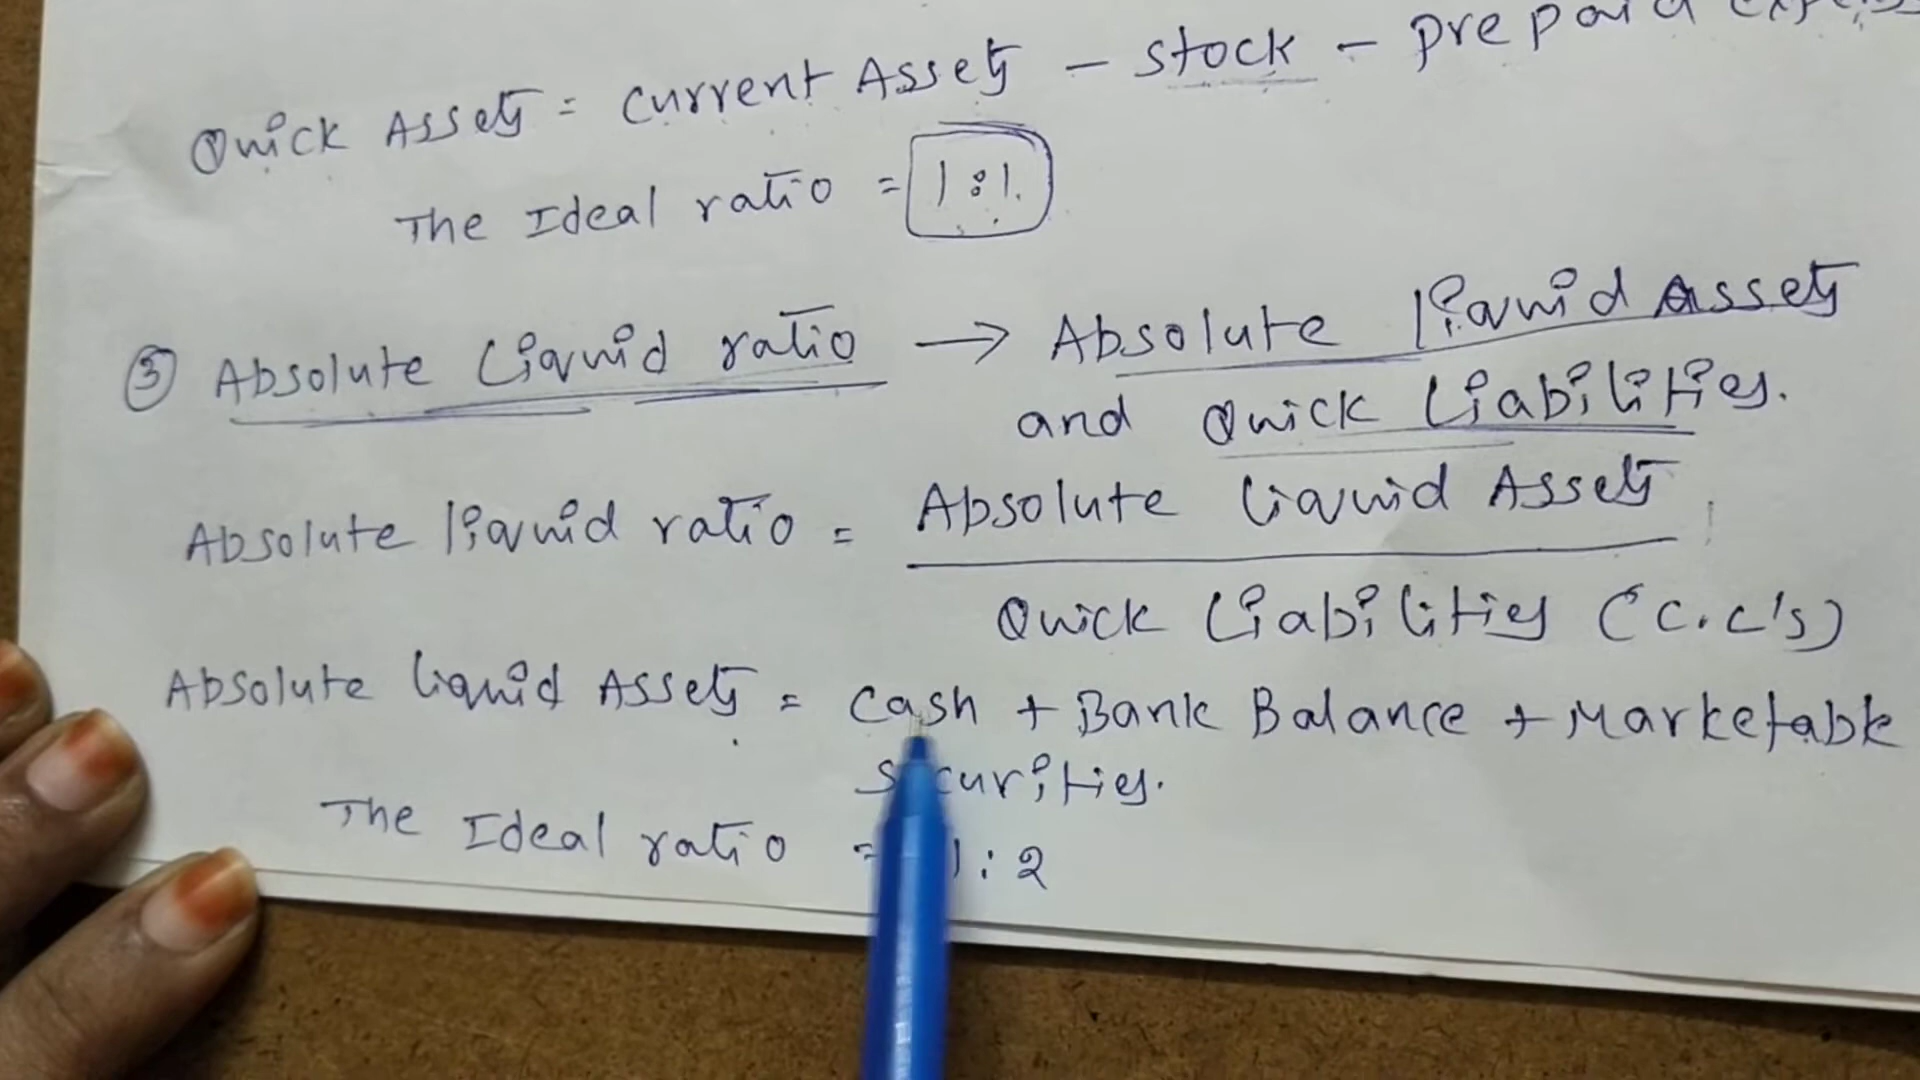 Quick Assets = Current Assets - stock - prepaid
The Ideal ratio = 1:1.
③ Absolute Liquid ratio → Absolute liquid Assets
and Quick Liabilities.
Absolute liquid ratio = Absolute Liquid Assets
Quick Liabilities (C.C's)
Absolute liquid Assets = Cash + Bank Balance + Marketable
Securities.
The Ideal ratio = 1:2